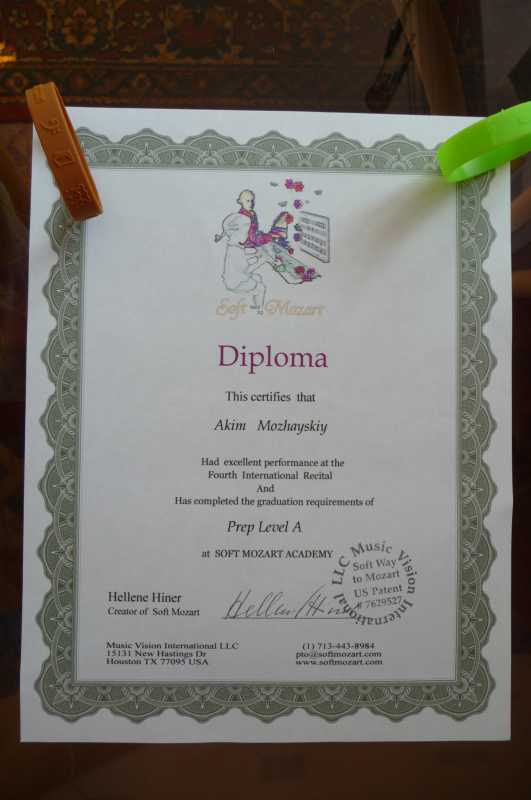 Soft
to
Mozart
Diploma
This certifies that
Akim Mozhayskiy
Had excellent performance at the
Fourth International Recital
And
Has completed the graduation requirements of
Prep Level A
at SOFT MOZART ACADEMY
Music Vision International LLC
Soft Way
to Mozart
US Patent
# 7629527
Hellene Hiner
Creator of Soft Mozart
Hellene Hiner
Music Vision International LLC
15131 New Hastings Dr
Houston TX 77095 USA
(1) 713-443-8984
pto@softmozart.com
www.softmozart.com